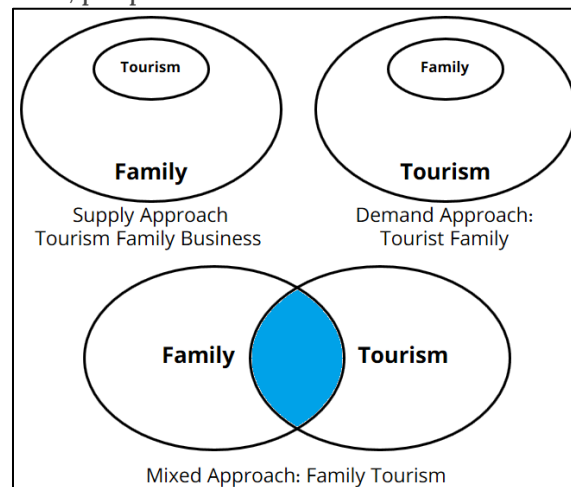 Tourism
Family
Supply Approach
Tourism Family Business
Family
Tourism
Demand Approach:
Tourist Family
Family
Tourism
Mixed Approach: Family Tourism